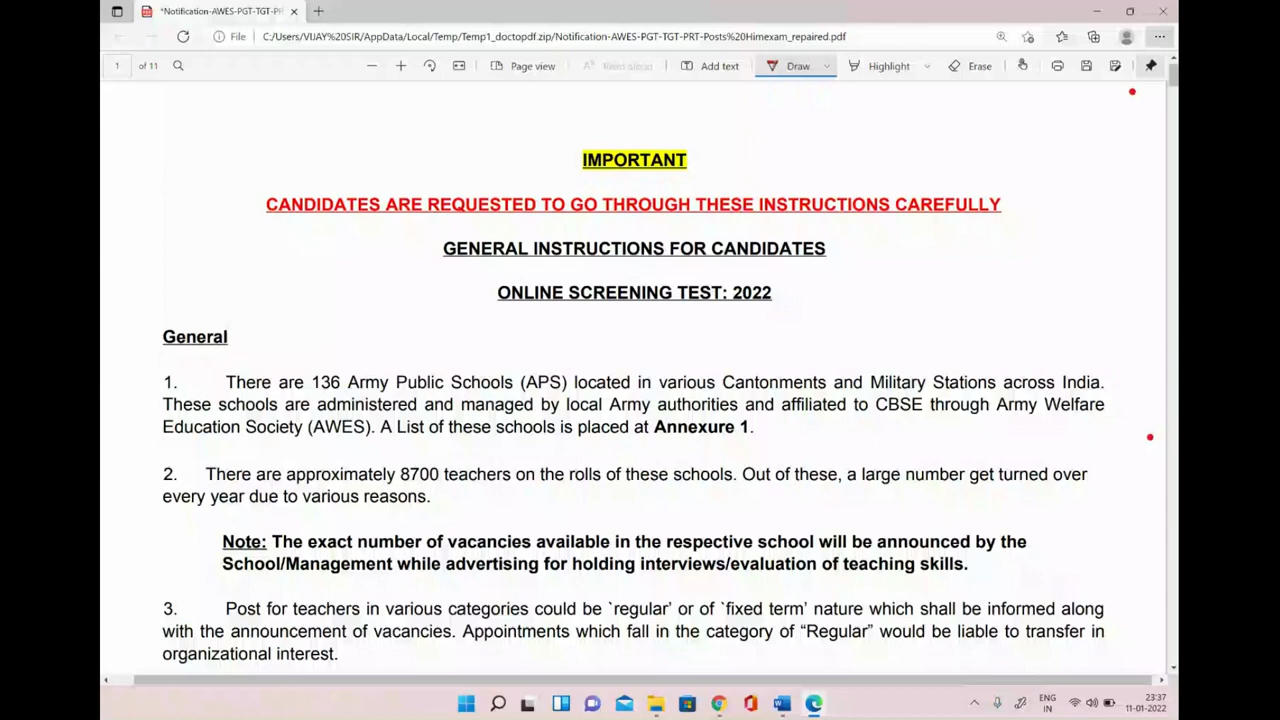 *Notification-AWES-PGT-TGT-PRT-P
File C:/Users/VIJAY%20SIR/AppData/Local/Temp/Temp1_doctopdf.zip/Notification-AWES-PGT-TGT-PRT-Posts%20Himexam_repaired.pdf
1 of 11 Page view Read aloud Add text Draw Highlight Erase
IMPORTANT
CANDIDATES ARE REQUESTED TO GO THROUGH THESE INSTRUCTIONS CAREFULLY
GENERAL INSTRUCTIONS FOR CANDIDATES
ONLINE SCREENING TEST: 2022
General
1. There are 136 Army Public Schools (APS) located in various Cantonments and Military Stations across India.
These schools are administered and managed by local Army authorities and affiliated to CBSE through Army Welfare
Education Society (AWES). A List of these schools is placed at Annexure 1.
2. There are approximately 8700 teachers on the rolls of these schools. Out of these, a large number get turned over
every year due to various reasons.
Note: The exact number of vacancies available in the respective school will be announced by the
School/Management while advertising for holding interviews/evaluation of teaching skills.
3. Post for teachers in various categories could be `regular’ or of `fixed term’ nature which shall be informed along
with the announcement of vacancies. Appointments which fall in the category of “Regular” would be liable to transfer in
organizational interest.
ENG
IN
23:37
11-01-2022